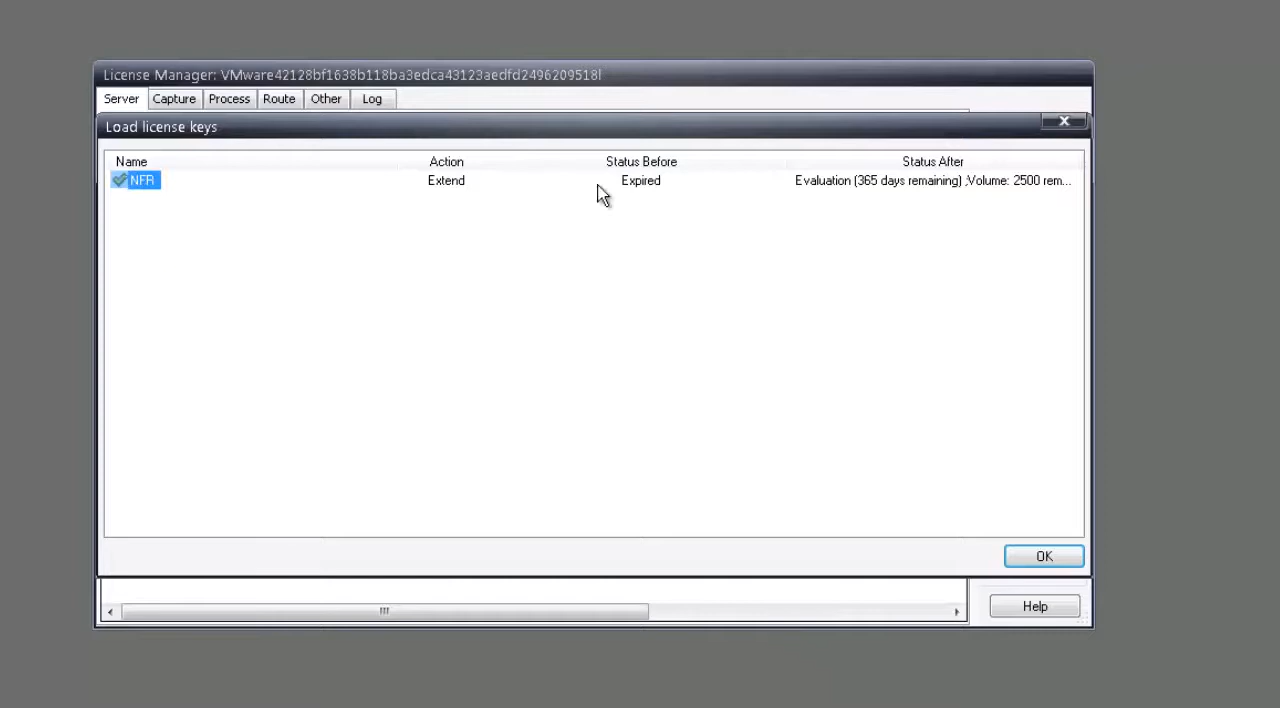 License Manager: VMware42128bf1638b118ba3edca43123aedfd2496209518l
Server Capture Process Route Other Log
Load license keys
Name Action Status Before Status After
NFR Extend Expired Evaluation (365 days remaining) ;Volume: 2500 rem...
OK
Help